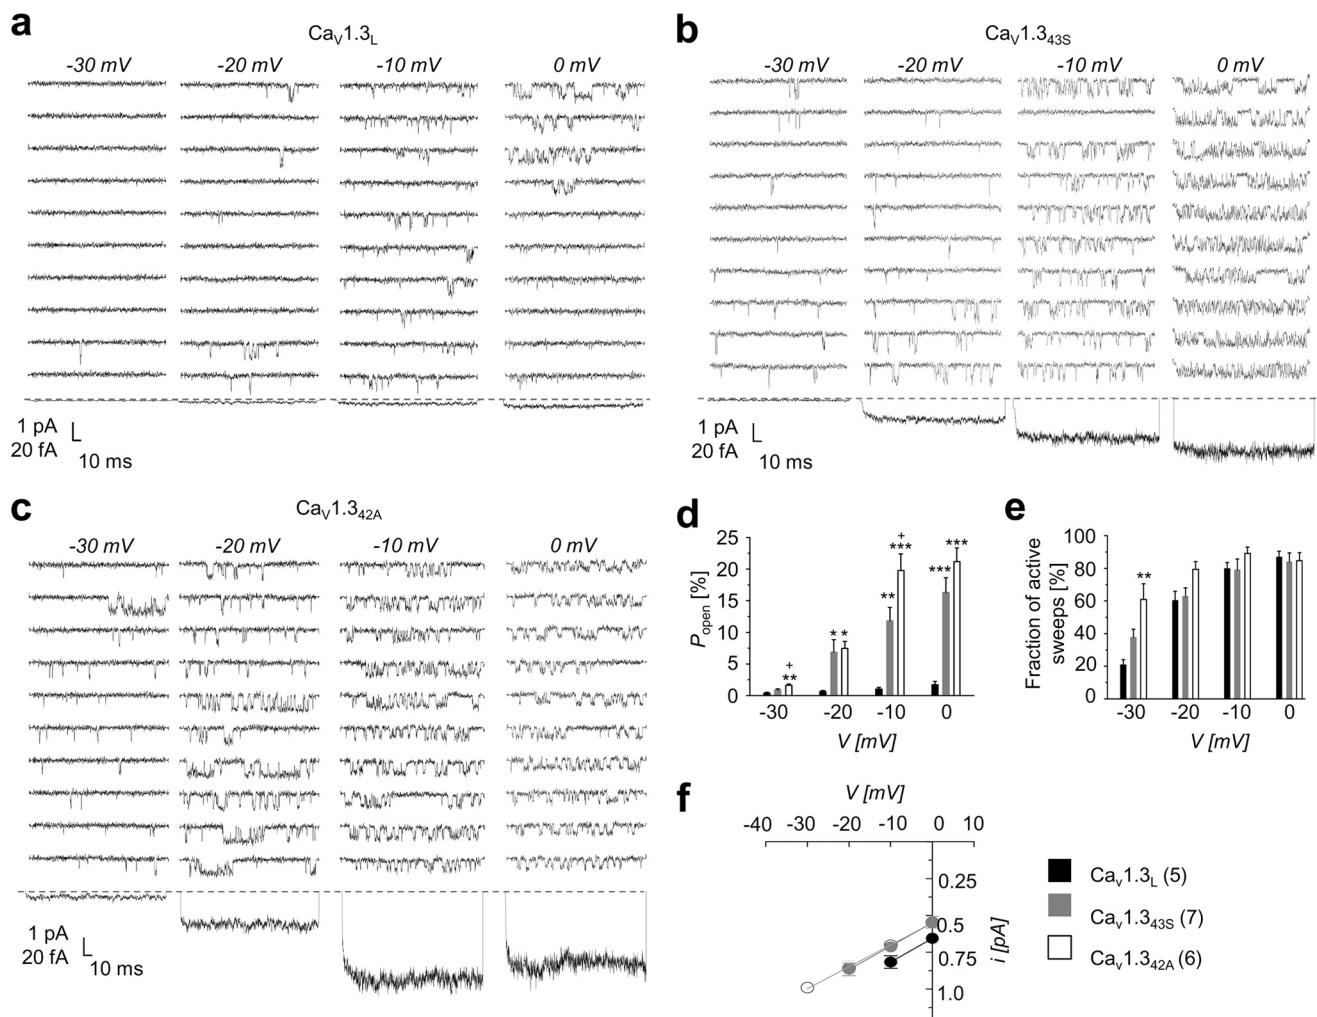 a
CaV1.3L
-30 mV -20 mV -10 mV 0 mV
1 pA
20 fA
10 ms
b
CaV1.343S
-30 mV -20 mV -10 mV 0 mV
1 pA
20 fA
10 ms
c
CaV1.342A
-30 mV -20 mV -10 mV 0 mV
1 pA
20 fA
10 ms
d
Popen [%]
25
20
15
10
5
0
+
**
* *
**
+
***
***
***
-30 -20 -10 0
V [mV]
e
Fraction of active
sweeps [%]
100
80
60
40
20
0
**
-30 -20 -10 0
V [mV]
f
V [mV]
-40 -30 -20 -10 0 10
0.25
0.5
0.75
1.0
i [pA]
Cav1.3L (5)
Cav1.343S (7)
Cav1.342A (6)